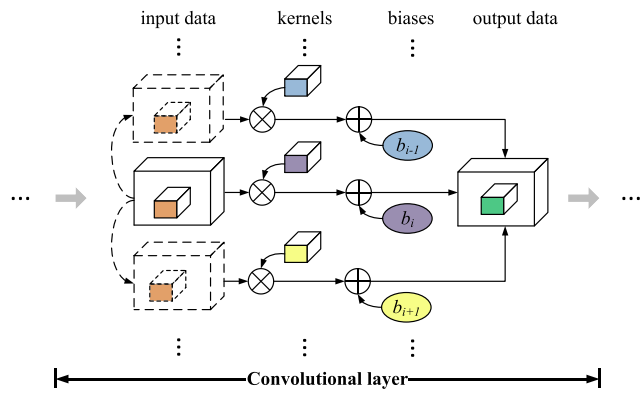 input data kernels biases output data
b_{i-1}
b_i
b_{i+1}
Convolutional layer